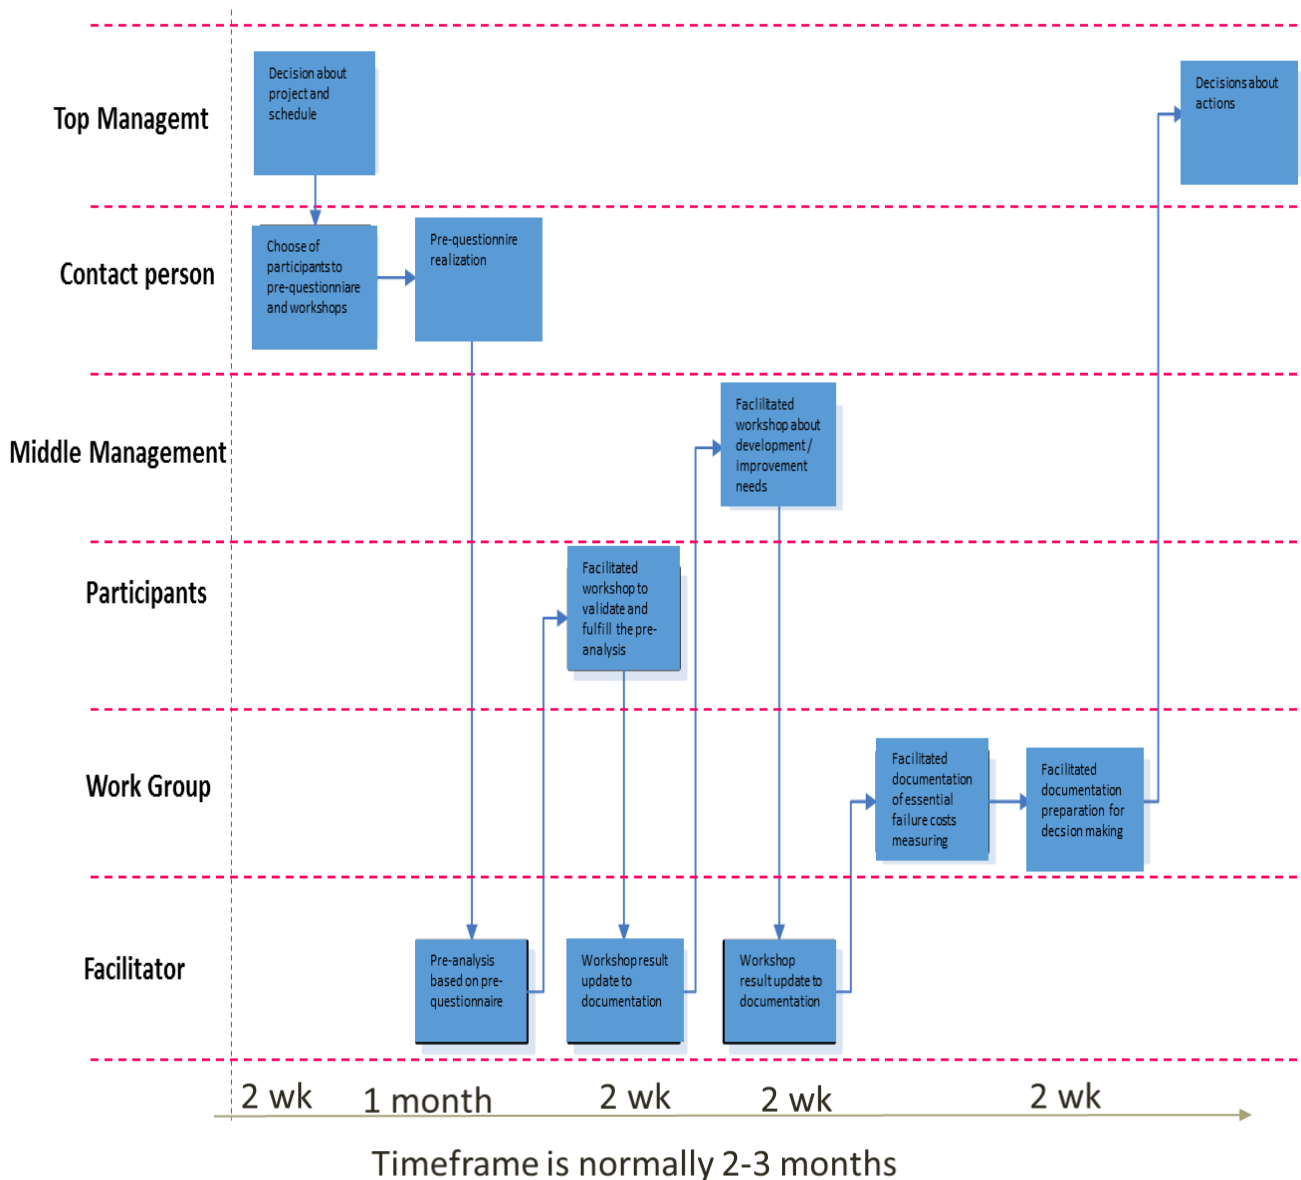 Top Managemt
Decision about
project and
schedule
Decisions about
actions
Contact person
Choose of
participants to
pre-questionniare
and workshops
Pre-questionnire
realization
Middle Management
Faclilitated
workshop about
development /
improvement
needs
Participants
Facilitated
workshop to
validate and
fulfill the pre-
analysis
Work Group
Facilitated
documentation
of essential
failure costs
measuring
Facilitated
documentation
preparation for
decsion making
Facilitator
Pre-analysis
based on pre-
questionnaire
Workshop result
update to
documentation
Workshop
result update to
documentation
2 wk
1 month
2 wk
2 wk
2 wk
Timeframe is normally 2-3 months